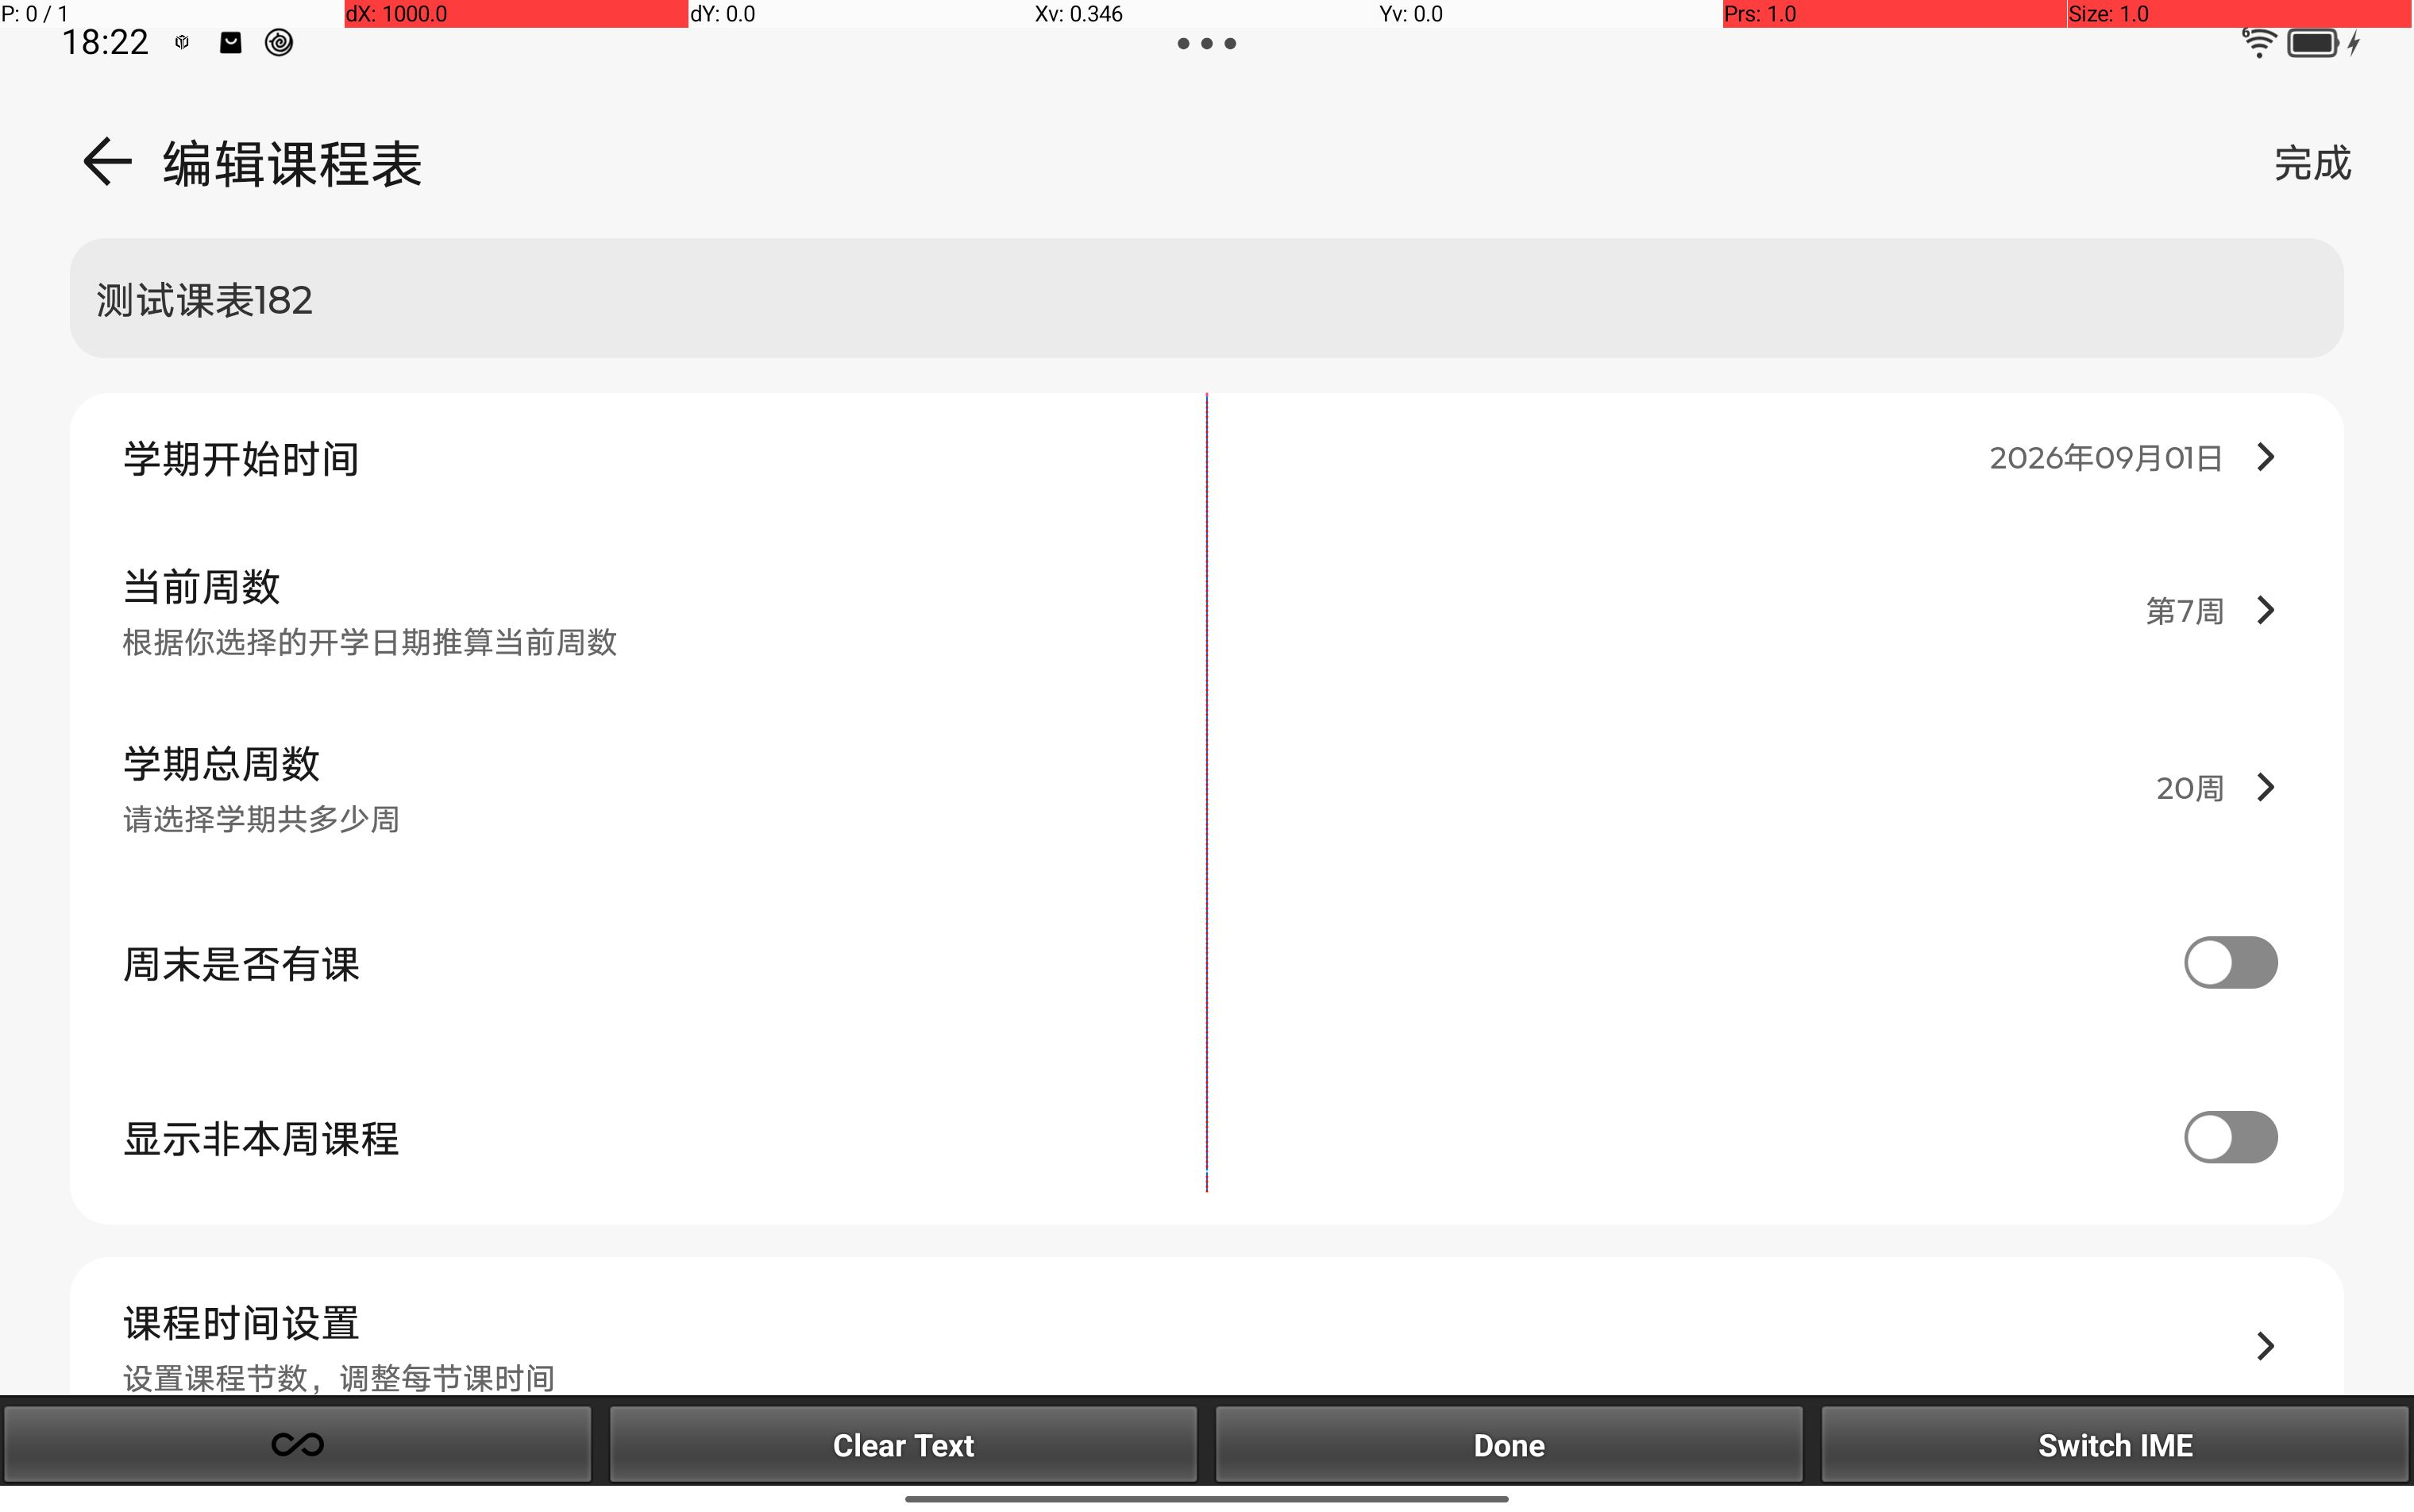 P: 0 / 1
dX: 1000.0
dY: 0.0
Xv: 0.346
Yv: 0.0
Prs: 1.0
Size: 1.0
18:22
6
编辑课程表
完成
测试课表182
学期开始时间
2026年09月01日
当前周数
根据你选择的开学日期推算当前周数
第7周
学期总周数
请选择学期共多少周
20周
周末是否有课
显示非本周课程
课程时间设置
设置课程节数，调整每节课时间
Clear Text
Done
Switch IME